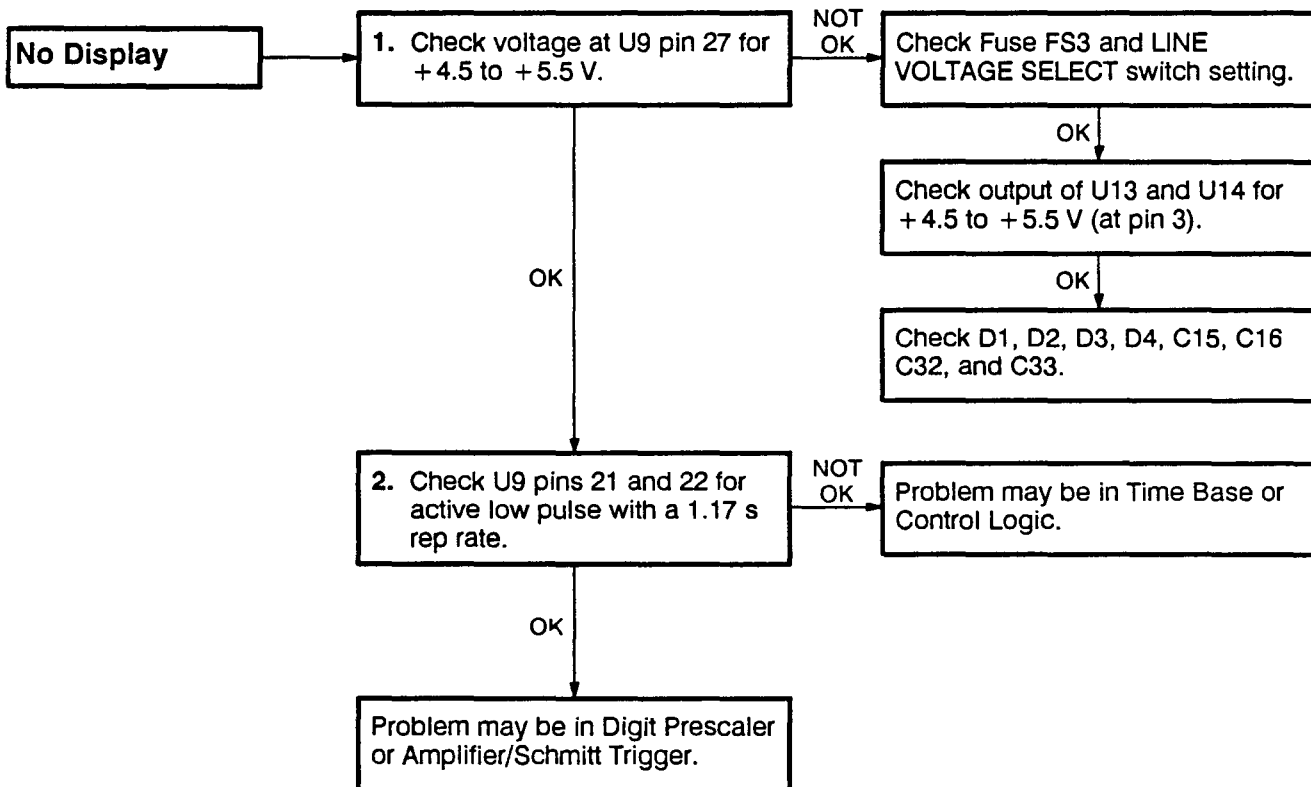 No Display
1. Check voltage at U9 pin 27 for
+4.5 to +5.5 V.
NOT
OK
Check Fuse FS3 and LINE
VOLTAGE SELECT switch setting.
OK
Check output of U13 and U14 for
+4.5 to +5.5 V (at pin 3).
OK
Check D1, D2, D3, D4, C15, C16
C32, and C33.
OK
2. Check U9 pins 21 and 22 for
active low pulse with a 1.17 s
rep rate.
NOT
OK
Problem may be in Time Base or
Control Logic.
OK
Problem may be in Digit Prescaler
or Amplifier/Schmitt Trigger.